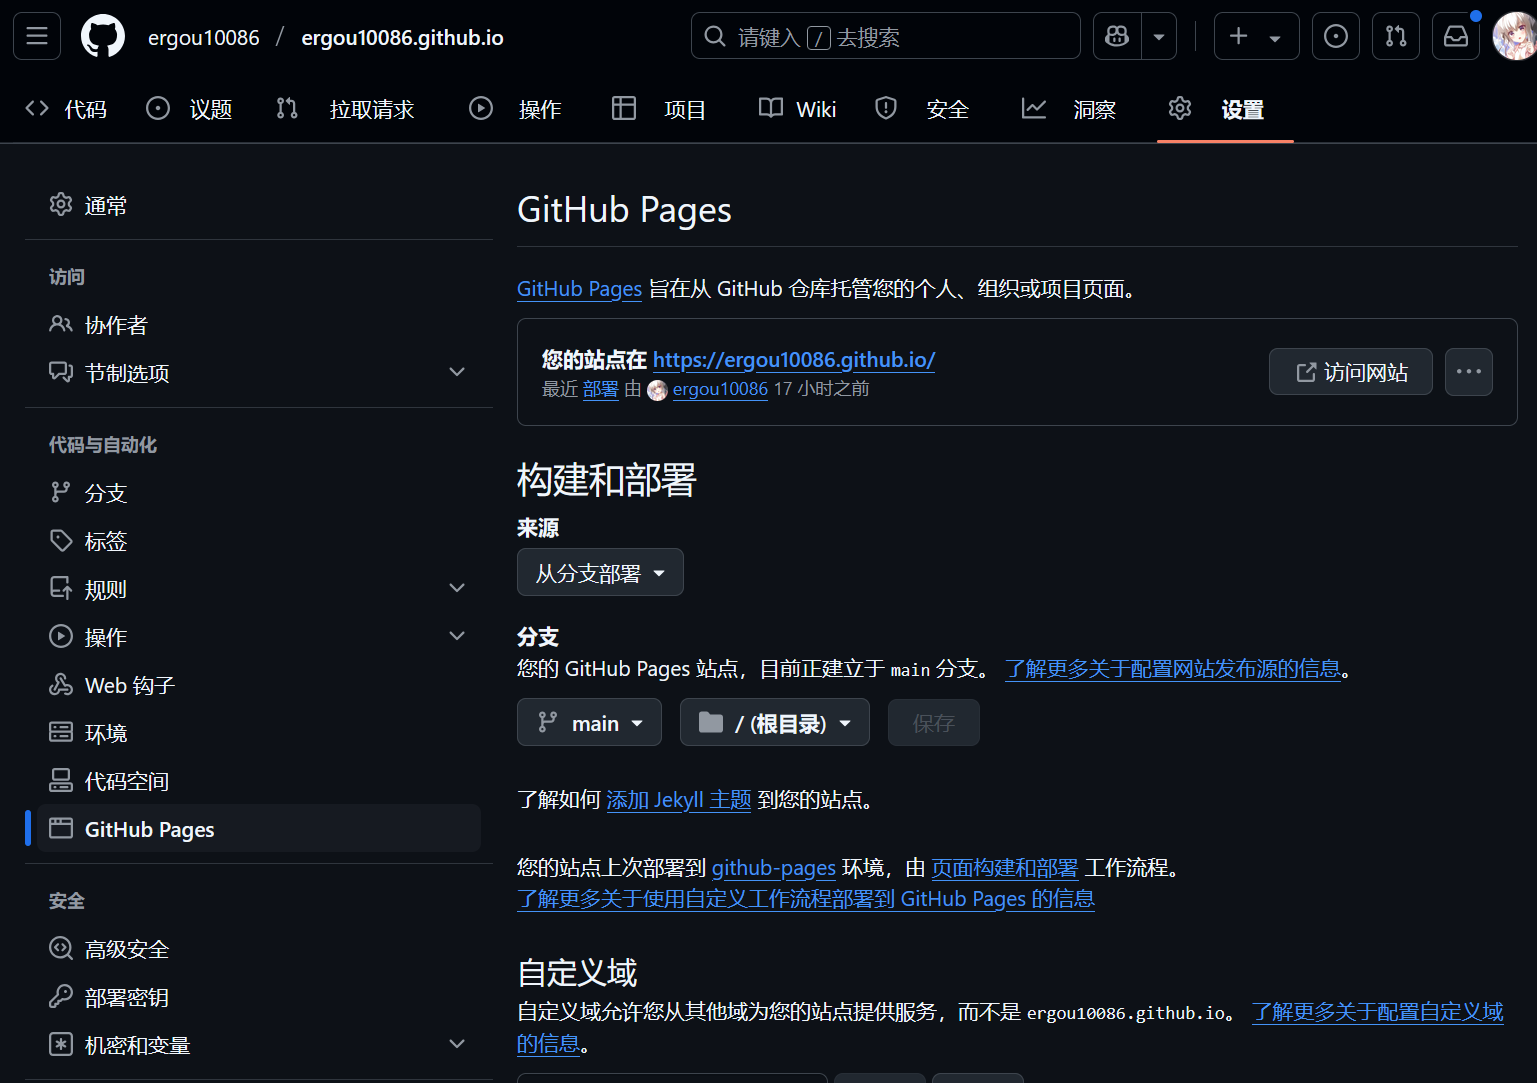 ergou10086 / ergou10086.github.io
请键入 / 去搜索
代码
议题
拉取请求
操作
项目
Wiki
安全
洞察
设置
通常
访问
协作者
节制选项
代码与自动化
分支
标签
规则
操作
Web 钩子
环境
代码空间
GitHub Pages
安全
高级安全
部署密钥
机密和变量
GitHub Pages
GitHub Pages 旨在从 GitHub 仓库托管您的个人、组织或项目页面。
您的站点在 https://ergou10086.github.io/
最近 部署 由 ergou10086 17 小时之前
访问网站
构建和部署
来源
从分支部署
分支
您的 GitHub Pages 站点，目前正建立于 main 分支。 了解更多关于配置网站发布源的信息。
main
/ (根目录)
保存
了解如何 添加 Jekyll 主题 到您的站点。
您的站点上次部署到 github-pages 环境，由 页面构建和部署 工作流程。
了解更多关于使用自定义工作流程部署到 GitHub Pages 的信息
自定义域
自定义域允许您从其他域为您的站点提供服务，而不是 ergou10086.github.io。 了解更多关于配置自定义域
的信息。